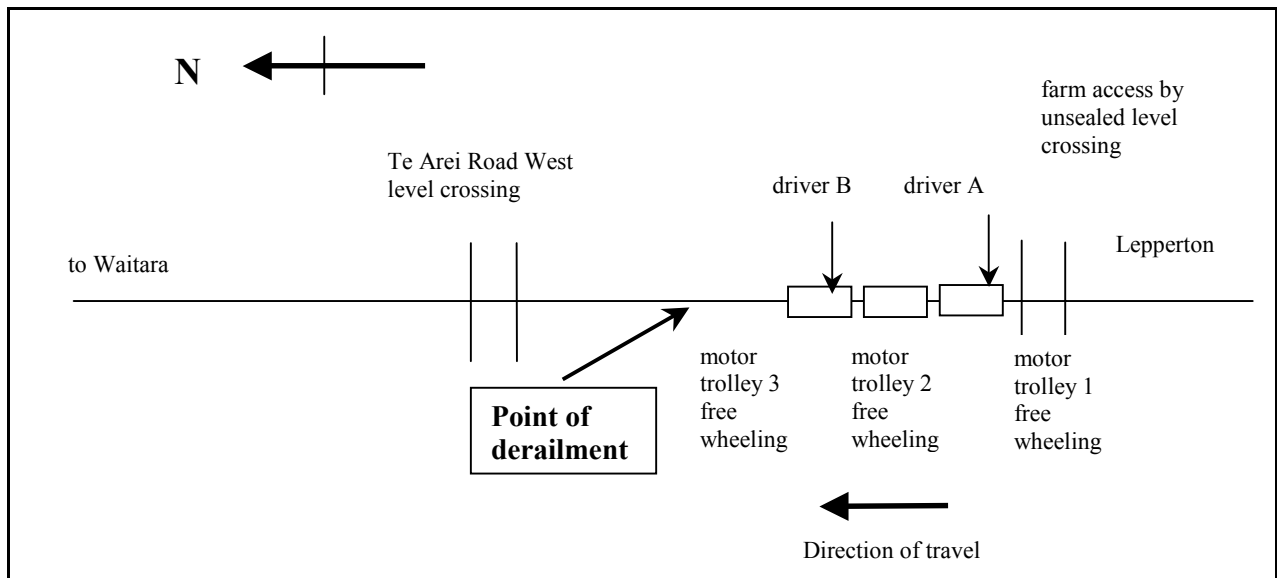 N
farm access by
unsealed level
crossing
Te Arei Road West
level crossing
driver B
driver A
to Waitara
Lepperton
motor
trolley 3
free
wheeling
motor
trolley 2
free
wheeling
motor
trolley 1
free
wheeling
Point of
derailment
Direction of travel